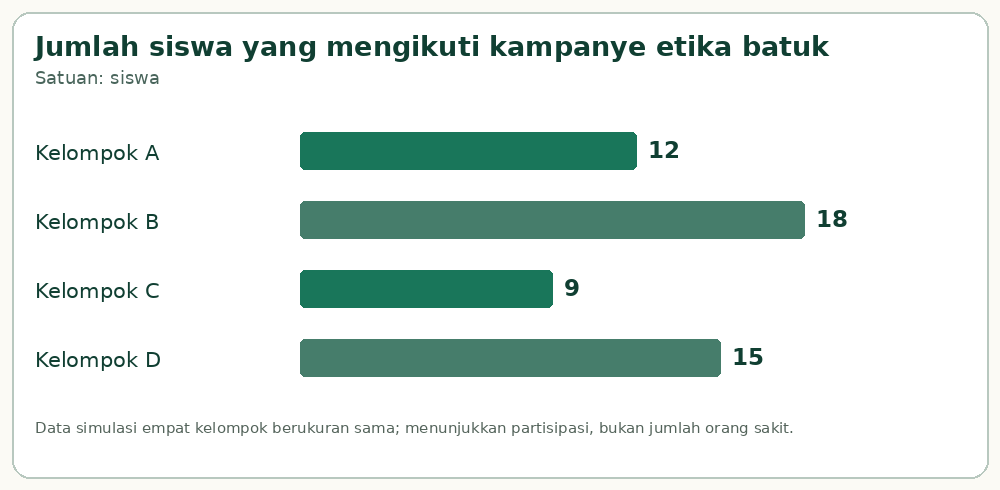 Jumlah siswa yang mengikuti kampanye etika batuk
Satuan: siswa
Kelompok A 12
Kelompok B 18
Kelompok C 9
Kelompok D 15
Data simulasi empat kelompok berukuran sama; menunjukkan partisipasi, bukan jumlah orang sakit.